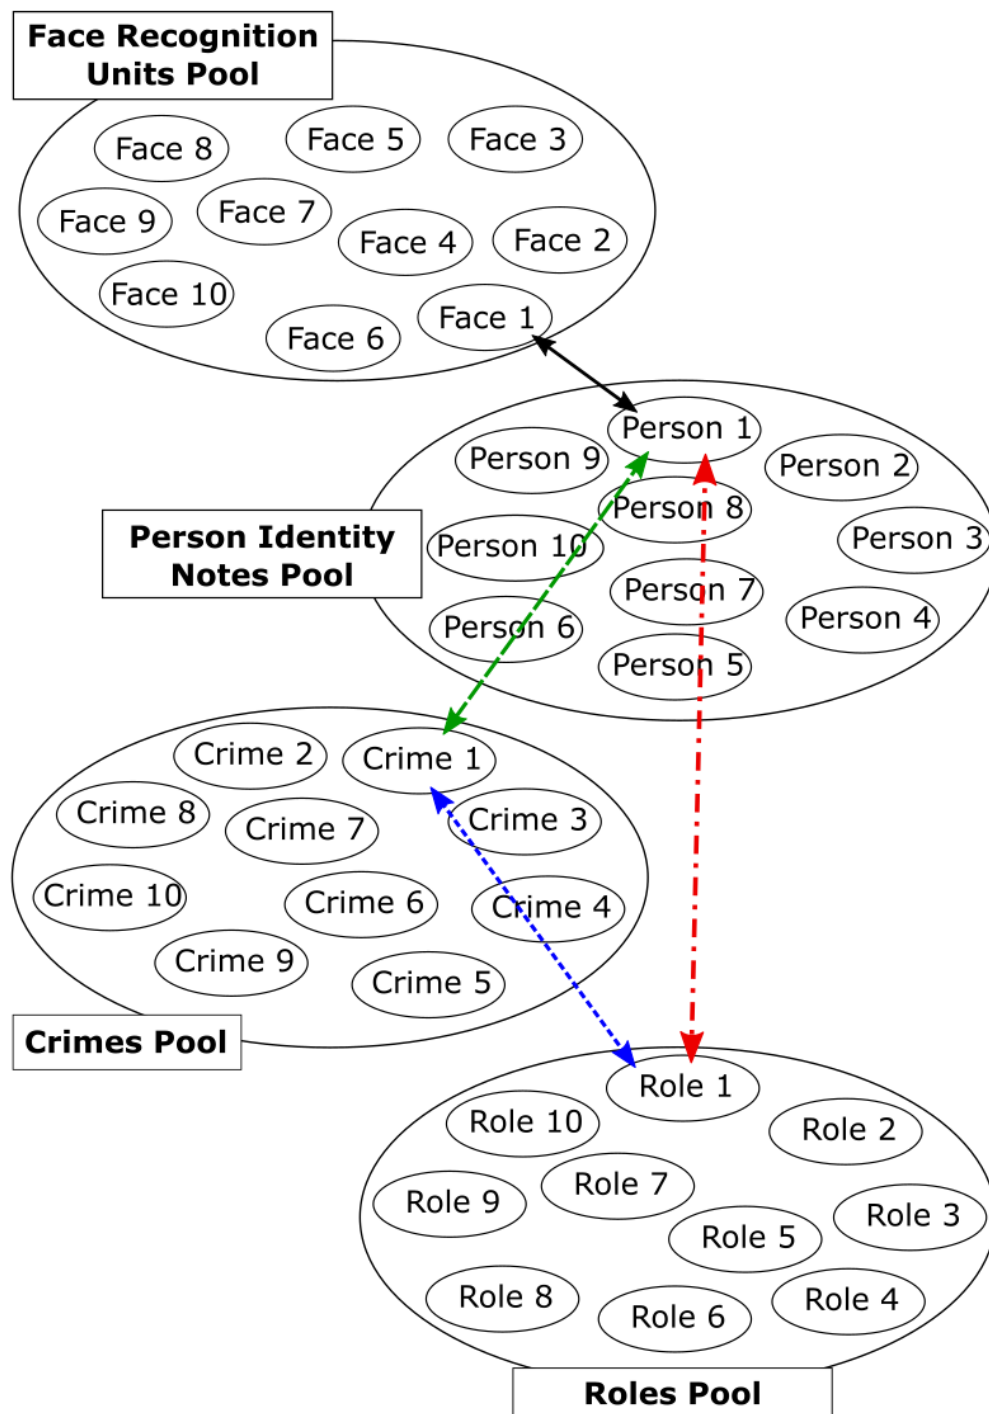 Face Recognition
Units Pool
Face 8
Face 5
Face 3
Face 9
Face 7
Face 4
Face 2
Face 10
Face 6
Face 1
Person 1
Person 9
Person 2
Person 8
Person Identity
Notes Pool
Person 10
Person 3
Person 7
Person 6
Person 4
Person 5
Crime 2
Crime 1
Crime 8
Crime 7
Crime 3
Crime 10
Crime 6
Crime 4
Crime 9
Crime 5
Crimes Pool
Role 1
Role 10
Role 2
Role 9
Role 7
Role 3
Role 5
Role 8
Role 6
Role 4
Roles Pool